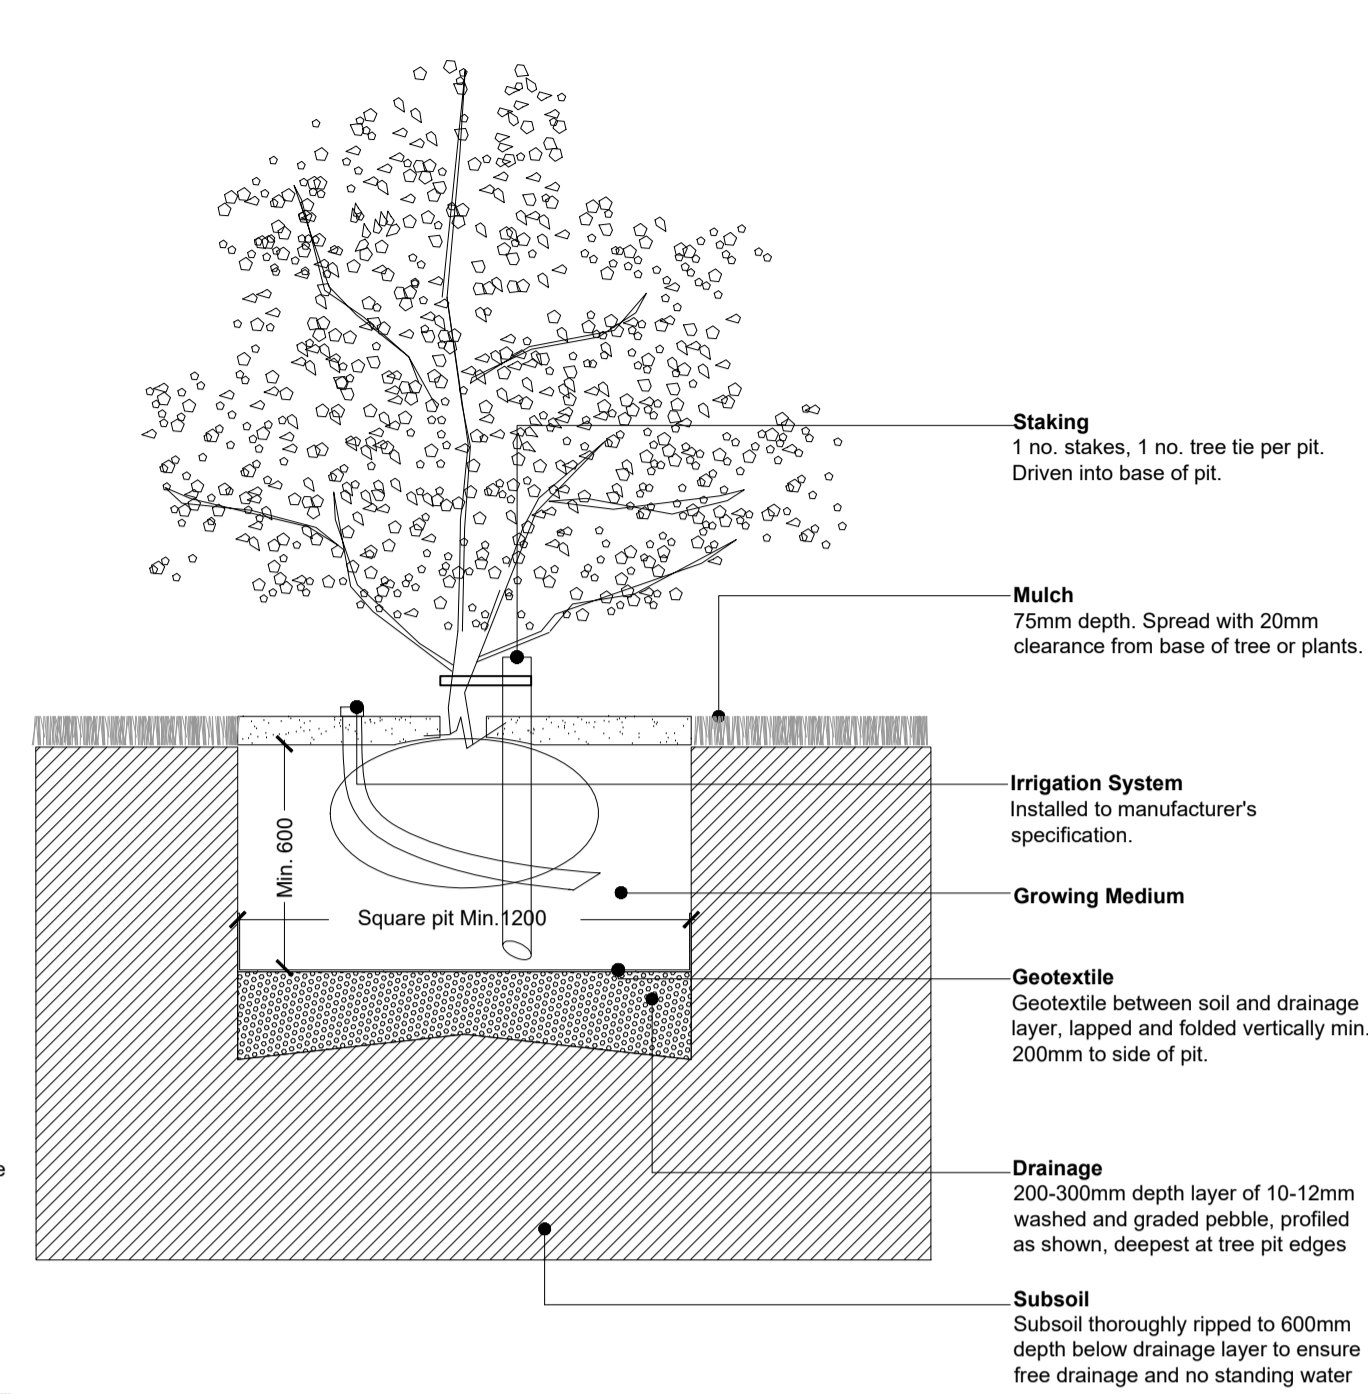 Staking
1 no. stakes, 1 no. tree tie per pit.
Driven into base of pit.
Mulch
75mm depth. Spread with 20mm
clearance from base of tree or plants.
Irrigation System
Installed to manufacturer's
specification.
Min. 600
Growing Medium
Square pit Min.1200
Geotextile
Geotextile between soil and drainage
layer, lapped and folded vertically min.
200mm to side of pit.
Drainage
200-300mm depth layer of 10-12mm
washed and graded pebble, profiled
as shown, deepest at tree pit edges
Subsoil
Subsoil thoroughly ripped to 600mm
depth below drainage layer to ensure
free drainage and no standing water